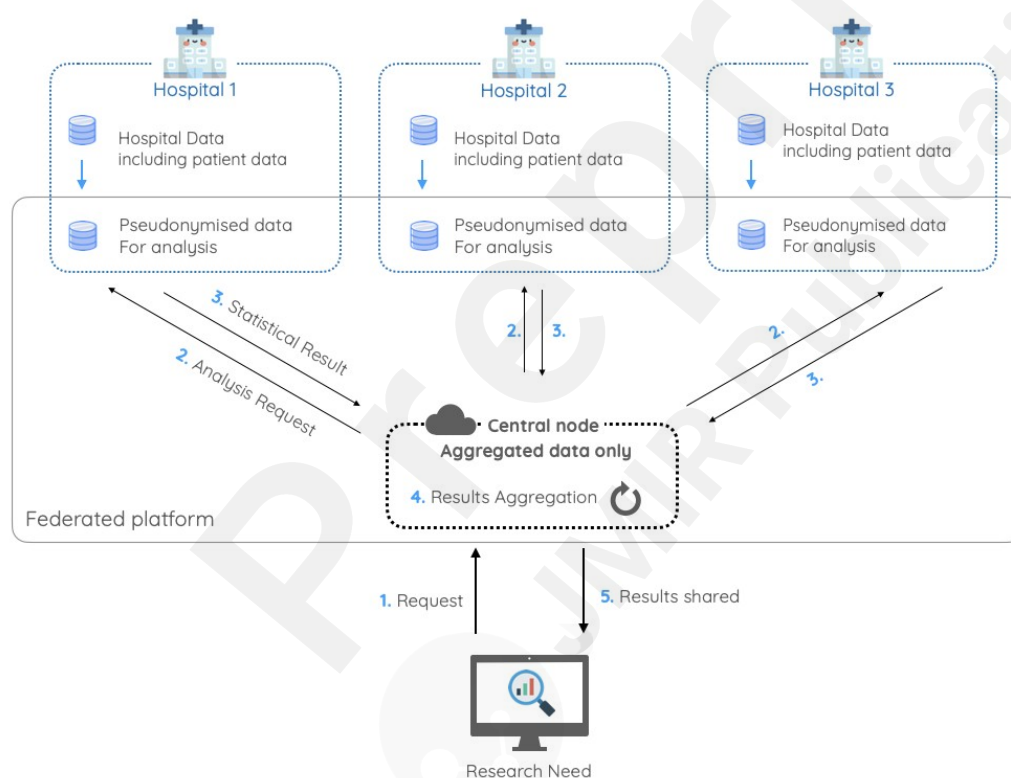 Hospital 1
Hospital 2
Hospital 3
Hospital Data
including patient data
Hospital Data
including patient data
Hospital Data
including patient data
Pseudonymised data
For analysis
Pseudonymised data
For analysis
Pseudonymised data
For analysis
3. Statistical Result
2. Analysis Request
2.
3.
2.
3.
Central node
Aggregated data only
4. Results Aggregation
Federated platform
1. Request
5. Results shared
Research Need
Prepr
JMIR Publicati